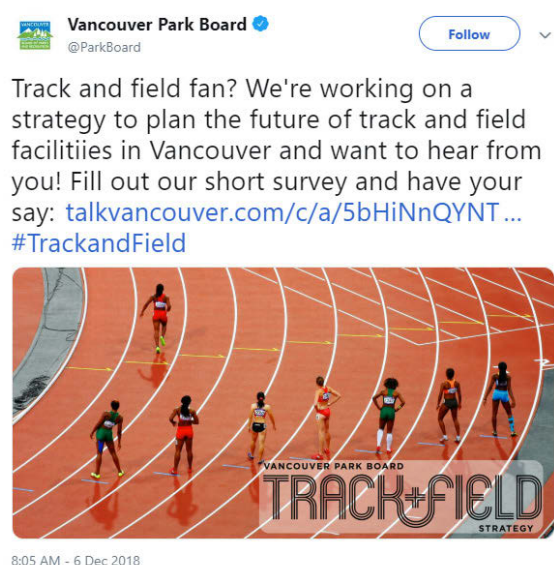 Vancouver Park Board
@ParkBoard
Follow
Track and field fan? We're working on a
strategy to plan the future of track and field
facilitiies in Vancouver and want to hear from
you! Fill out our short survey and have your
say: talkvancouver.com/c/a/5bHiNnQYNT...
#TrackandField
VANCOUVER PARK BOARD
TRACK+FIELD
STRATEGY
8:05 AM - 6 Dec 2018